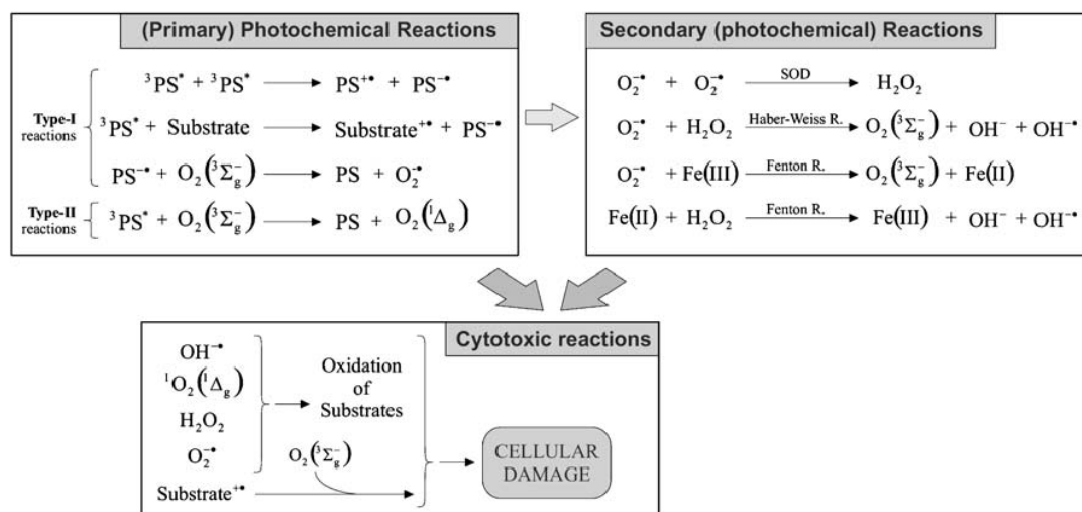 (Primary) Photochemical Reactions
Type-I
reactions
³PS* + ³PS* ⟶ PS⁺• + PS⁻•
³PS* + Substrate ⟶ Substrate⁺• + PS⁻•
PS⁻• + O₂(³Σg⁻) ⟶ PS + O₂⁻•
Type-II
reactions
³PS* + O₂(³Σg⁻) ⟶ PS + O₂(¹Δg)
Secondary (photochemical) Reactions
O₂⁻• + O₂⁻• SOD ⟶ H₂O₂
O₂⁻• + H₂O₂ Haber-Weiss R. ⟶ O₂(³Σg⁻) + OH⁻ + OH⁻•
O₂⁻• + Fe(III) Fenton R. ⟶ O₂(³Σg⁻) + Fe(II)
Fe(II) + H₂O₂ Fenton R. ⟶ Fe(III) + OH⁻ + OH⁻•
Cytotoxic reactions
OH⁻•
¹O₂(¹Δg)
H₂O₂
O₂⁻•
Oxidation
of
Substrates
O₂(³Σg⁻)
Substrate⁺•
CELLULAR
DAMAGE